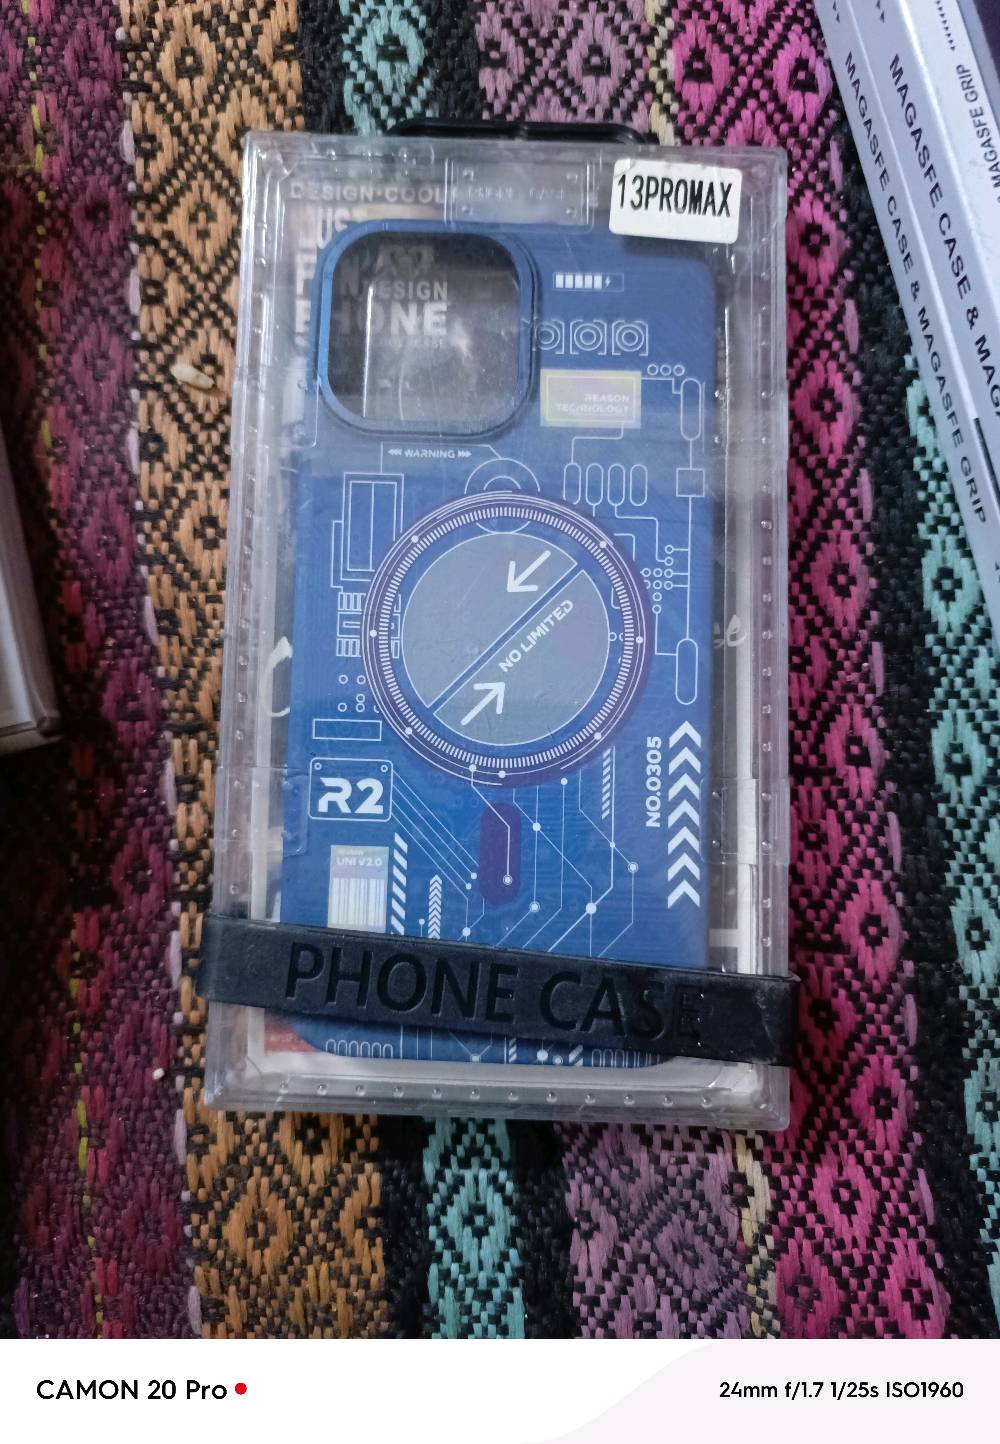 MAGASFE CASE & MAGASFE GRIP
MAGASFE CASE & MAG
MAGASFE GRIP
DESIGN·COOL
13PROMAX
DESIGN
PHONE
REASON
TECHNOLOGY
WARNING
NO LIMITED
NO.0305
R2
UNI V2.0
PHONE CASE
CAMON 20 Pro
24mm f/1.7 1/25s ISO1960